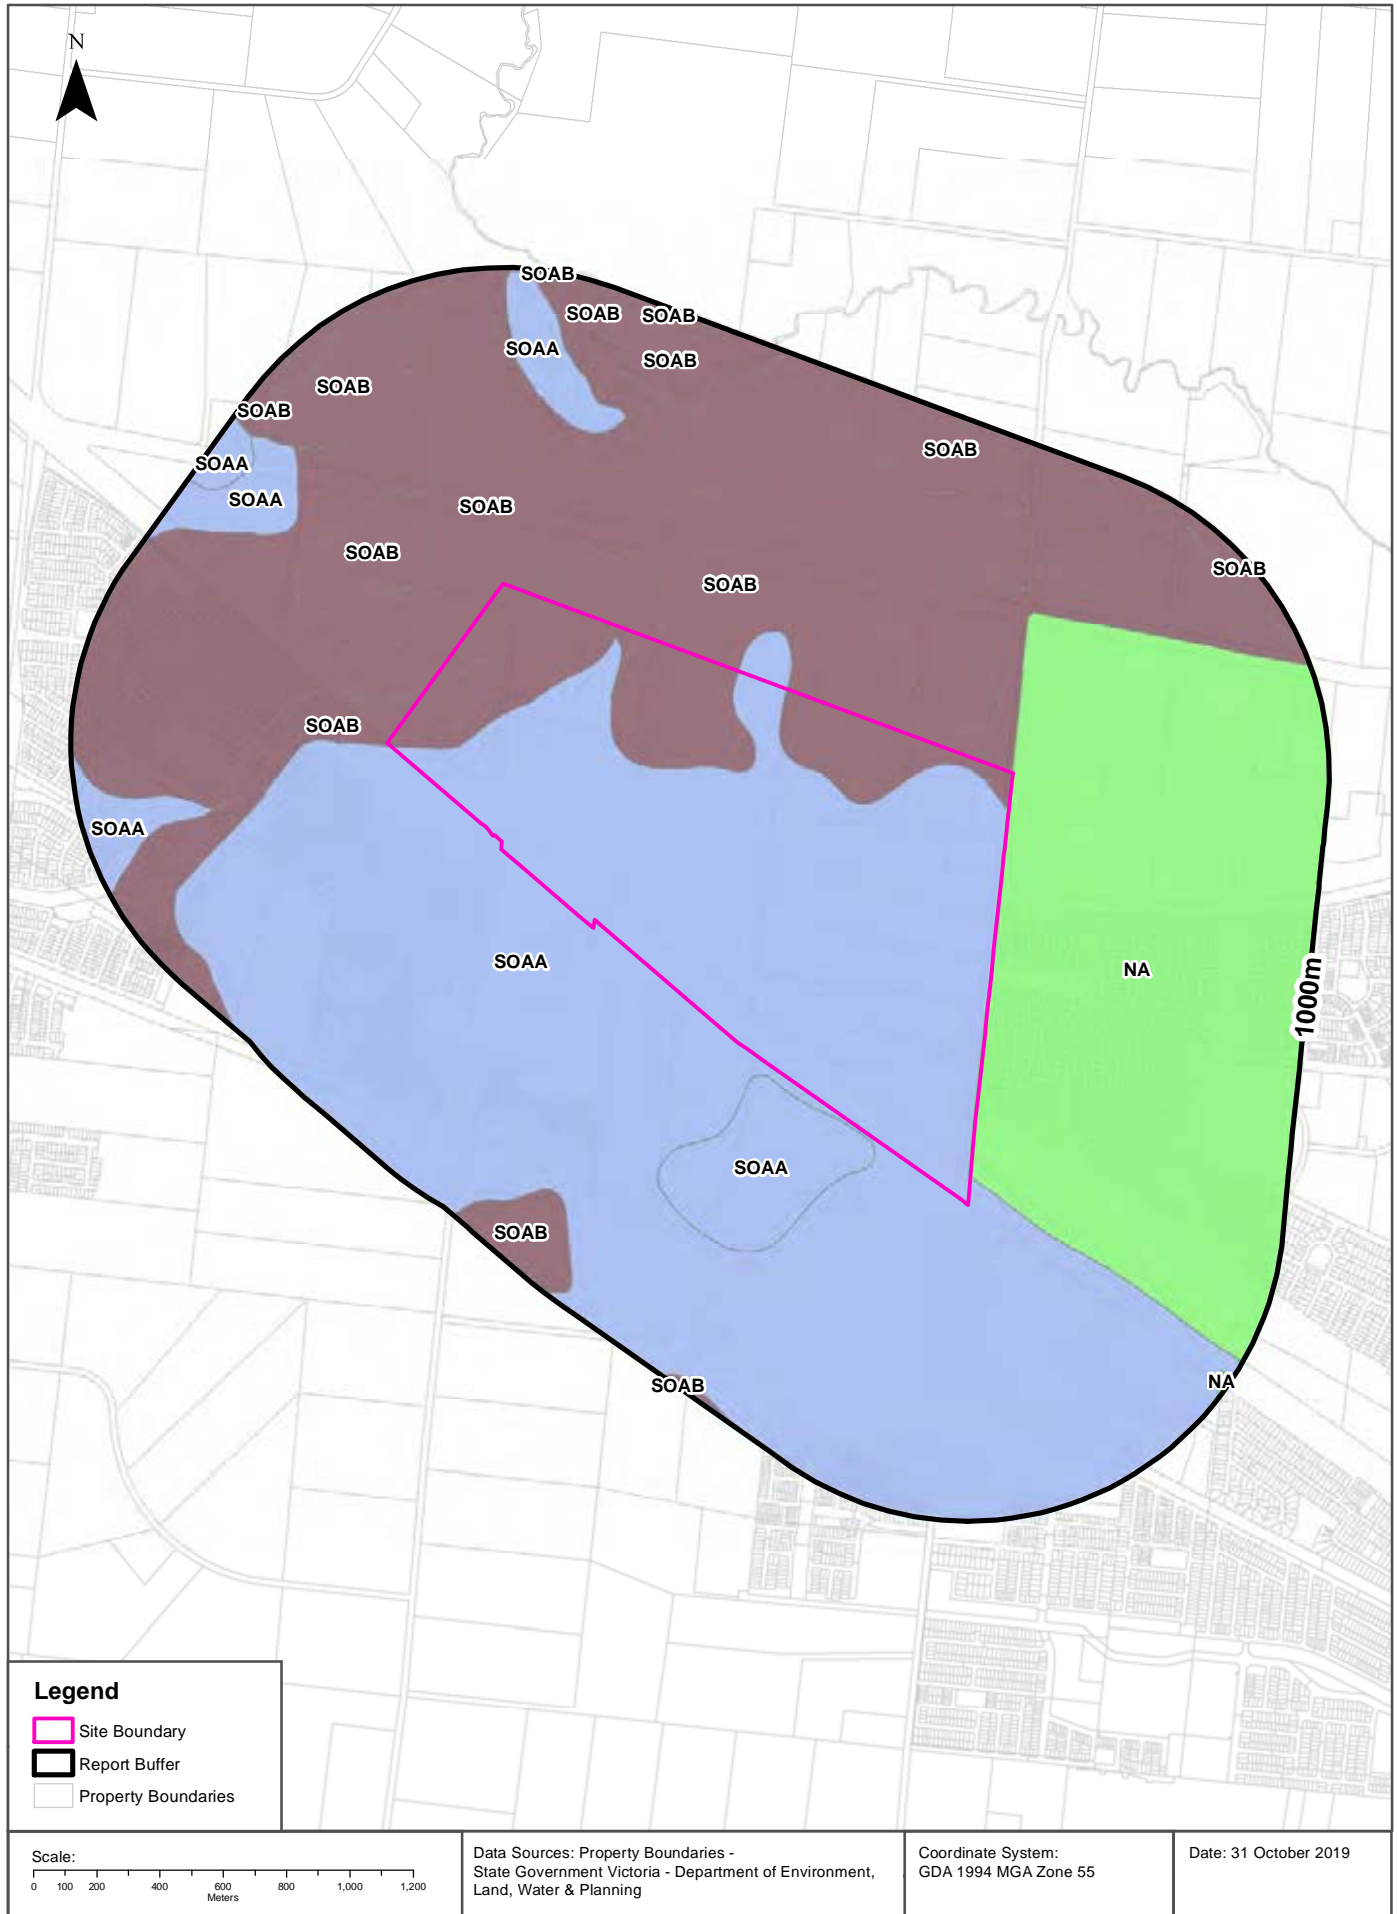 N
SOAB
SOAB
SOAB
SOAA
SOAB
SOAB
SOAB
SOAB
SOAA
SOAA
SOAB
SOAB
SOAB
SOAB
SOAB
SOAA
SOAA
NA
1000m
SOAA
SOAB
SOAB
NA
Legend
Site Boundary
Report Buffer
Property Boundaries
Scale:
0 100 200 400 600 800 1,000 1,200
Meters
Data Sources: Property Boundaries -
State Government Victoria - Department of Environment,
Land, Water & Planning
Coordinate System:
GDA 1994 MGA Zone 55
Date: 31 October 2019